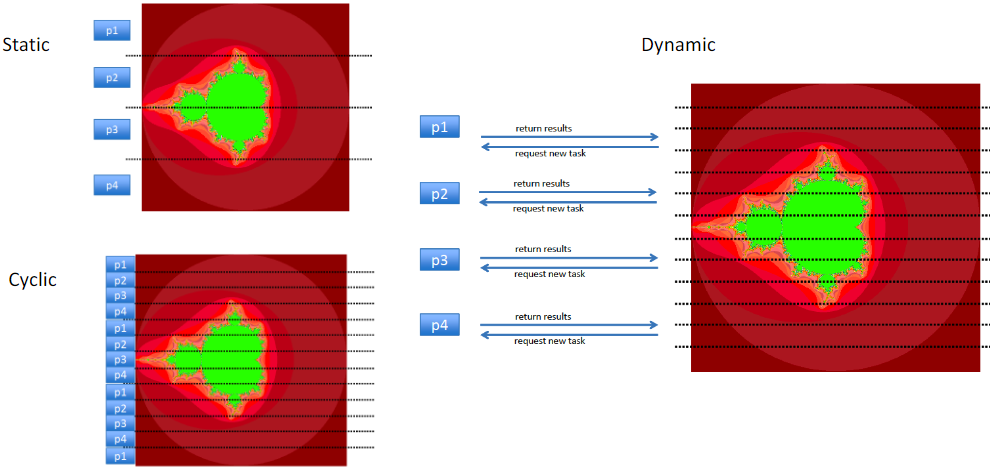 Static
p1
p2
p3
p4
Cyclic
p1
p2
p3
p4
p1
p2
p3
p4
p1
p2
p3
p4
p1
Dynamic
p1
return results
request new task
p2
return results
request new task
p3
return results
request new task
p4
return results
request new task